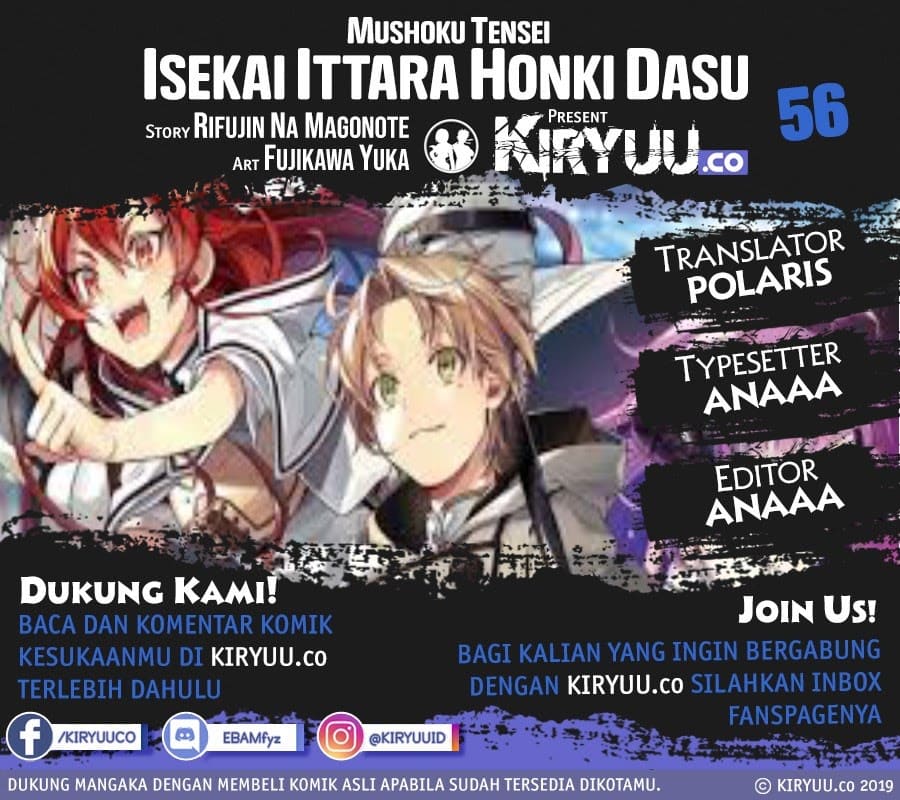 MUSHOKU TENSEI
ISEKAI ITTARA HONKI DASU
STORY RIFUJIN NA MAGONOTE
ART FUJIKAWA YUKA
PRESENT
KIRYUU.CO
56
TRANSLATOR
POLARIS
TYPESETTER
ANAAA
EDITOR
ANAAA
DUKUNG KAMI!
BACA DAN KOMENTAR KOMIK
KESUKAANMU DI KIRYUU.CO
TERLEBIH DAHULU
JOIN US!
BAGI KALIAN YANG INGIN BERGABUNG
DENGAN KIRYUU.CO SILAHKAN INBOX
FANSPAGENYA
/KIRYUUCO
EBAMfyz
@KIRYUUID
DUKUNG MANGAKA DENGAN MEMBELI KOMIK ASLI APABILA SUDAH TERSEDIA DIKOTAMU.
© KIRYUU.CO 2019